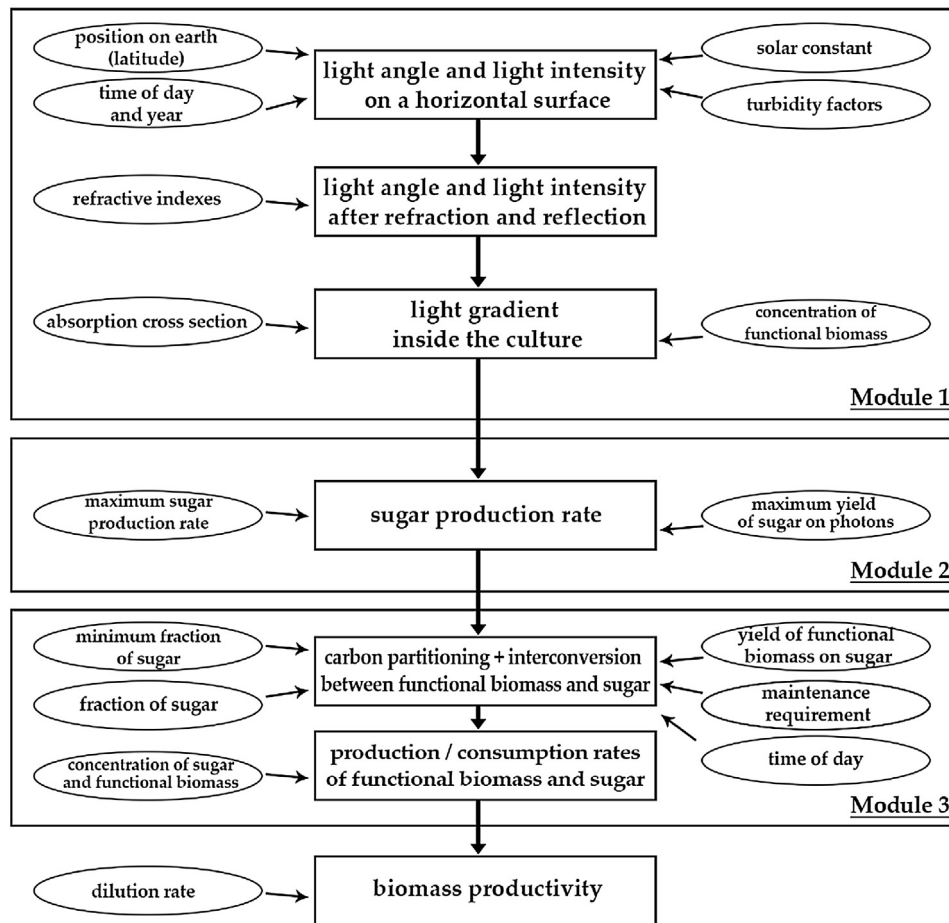 position on earth
(latitude)
time of day
and year
light angle and light intensity
on a horizontal surface
solar constant
turbidity factors
refractive indexes
light angle and light intensity
after refraction and reflection
absorption cross section
light gradient
inside the culture
concentration of
functional biomass
Module 1
maximum sugar
production rate
sugar production rate
maximum yield
of sugar on photons
Module 2
minimum fraction
of sugar
fraction of sugar
carbon partitioning + interconversion
between functional biomass and sugar
yield of functional
biomass on sugar
maintenance
requirement
time of day
concentration of sugar
and functional biomass
production / consumption rates
of functional biomass and sugar
Module 3
dilution rate
biomass productivity